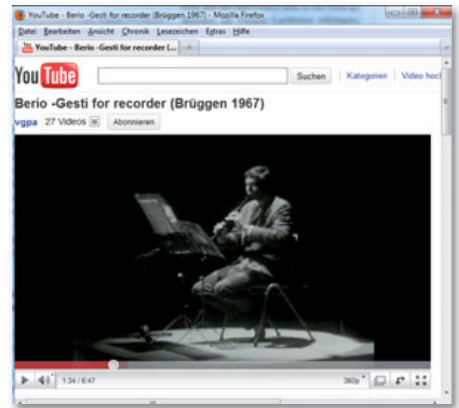 YouTube - Berio -Gesti for recorder (Brüggen 1967) - Mozilla Firefox
Datei Bearbeiten Ansicht Chronik Lesezeichen Extras Hilfe
YouTube - Berio -Gesti for recorder (...
You Tube Suchen Kategorien Video hocl
Berio -Gesti for recorder (Brüggen 1967)
vgpa 27 Videos Abonnieren
1:34 / 6:47 360p